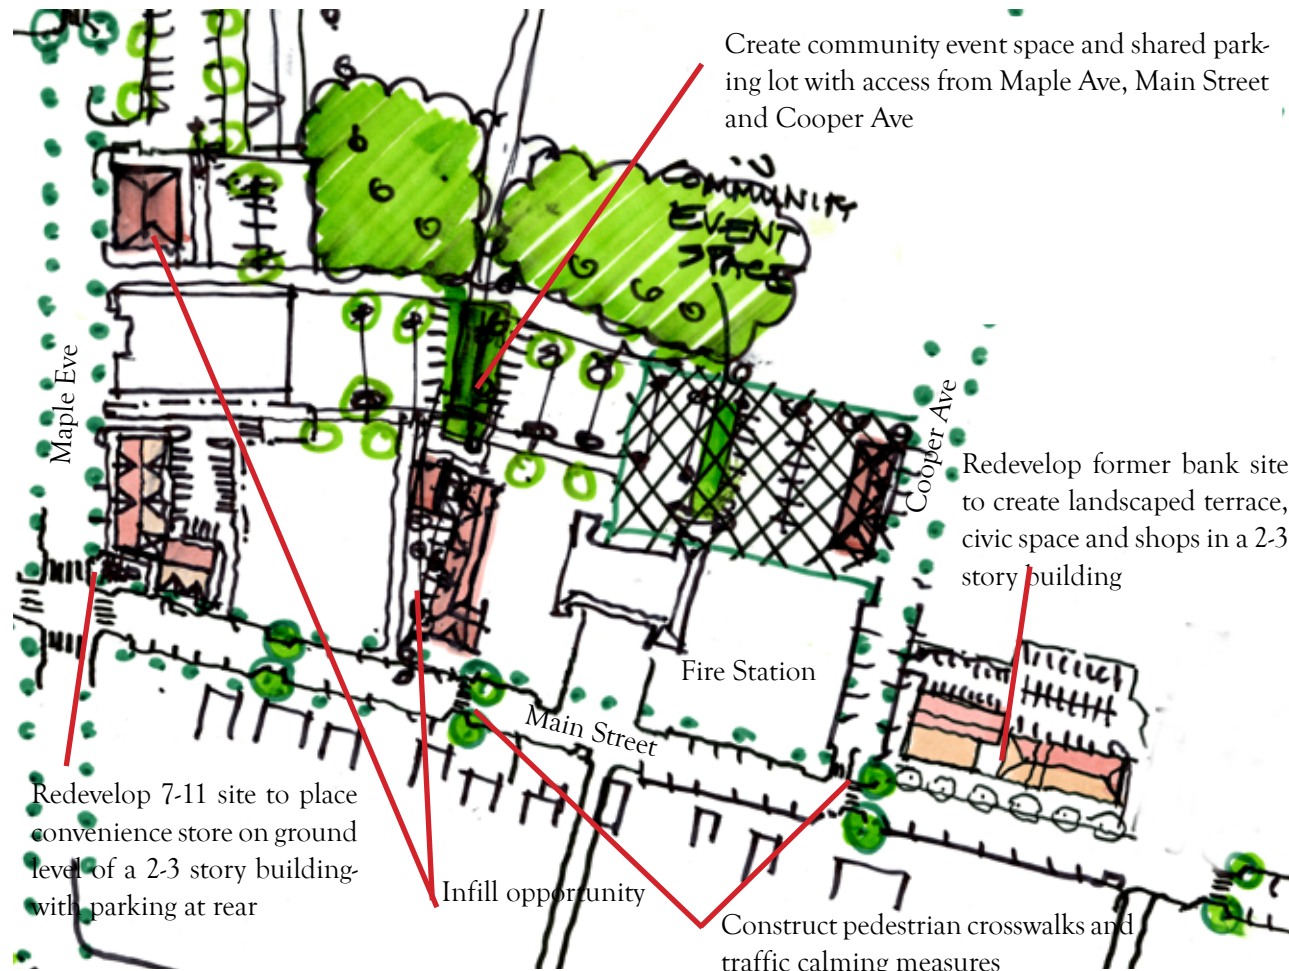 Create community event space and shared park-
ing lot with access from Maple Ave, Main Street
and Cooper Ave
COMMUNITY
EVENT
SPACE
Maple Eve
Cooper Ave
Redevelop former bank site
to create landscaped terrace,
civic space and shops in a 2-3
story building
Fire Station
Main Street
Redevelop 7-11 site to place
convenience store on ground
level of a 2-3 story building-
with parking at rear
Infill opportunity
Construct pedestrian crosswalks and
traffic calming measures